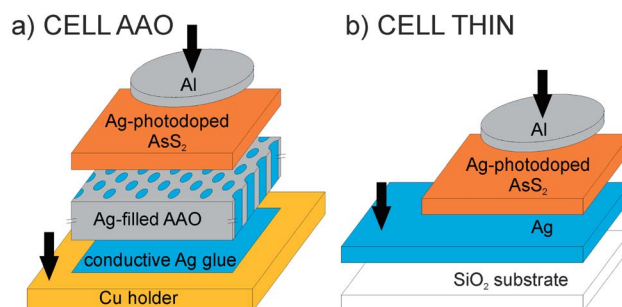 a) CELL AAO
Al
Ag-photodoped
AsS₂
Ag-filled AAO
conductive Ag glue
Cu holder
b) CELL THIN
Al
Ag-photodoped
AsS₂
Ag
SiO₂ substrate